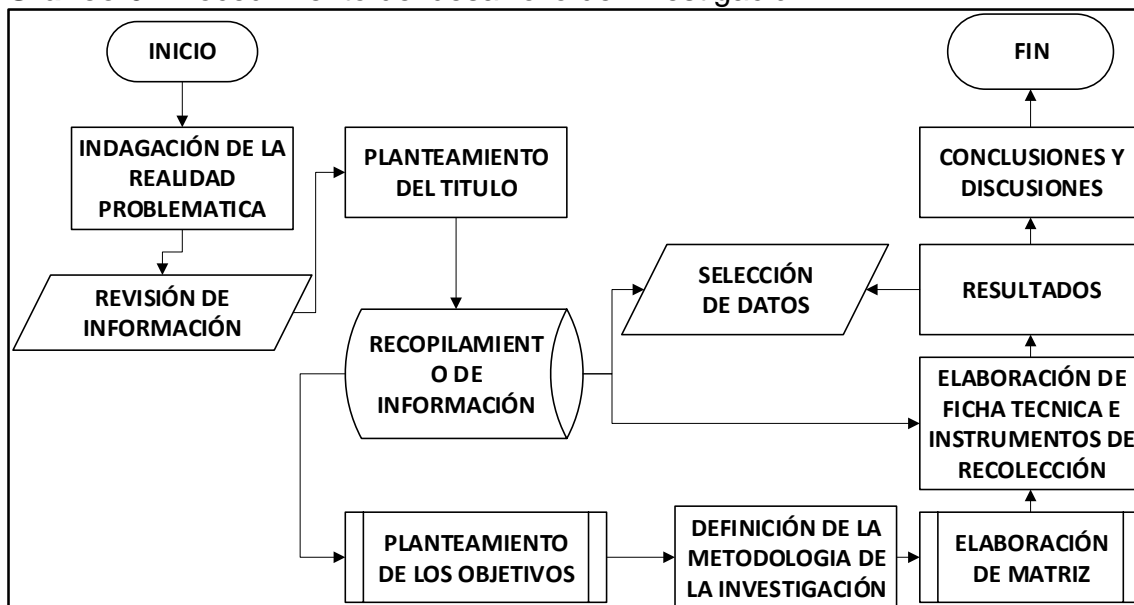 INICIO
INDAGACIÓN DE LA
REALIDAD
PROBLEMATICA
REVISIÓN DE
INFORMACIÓN
PLANTEAMIENTO
DEL TITULO
RECOPILAMIENT
O DE
INFORMACIÓN
PLANTEAMIENTO
DE LOS OBJETIVOS
DEFINICIÓN DE LA
METODOLOGIA DE
LA INVESTIGACIÓN
ELABORACIÓN
DE MATRIZ
ELABORACIÓN DE
FICHA TECNICA E
INSTRUMENTOS DE
RECOLECCIÓN
SELECCIÓN
DE DATOS
RESULTADOS
CONCLUSIONES Y
DISCUSIONES
FIN